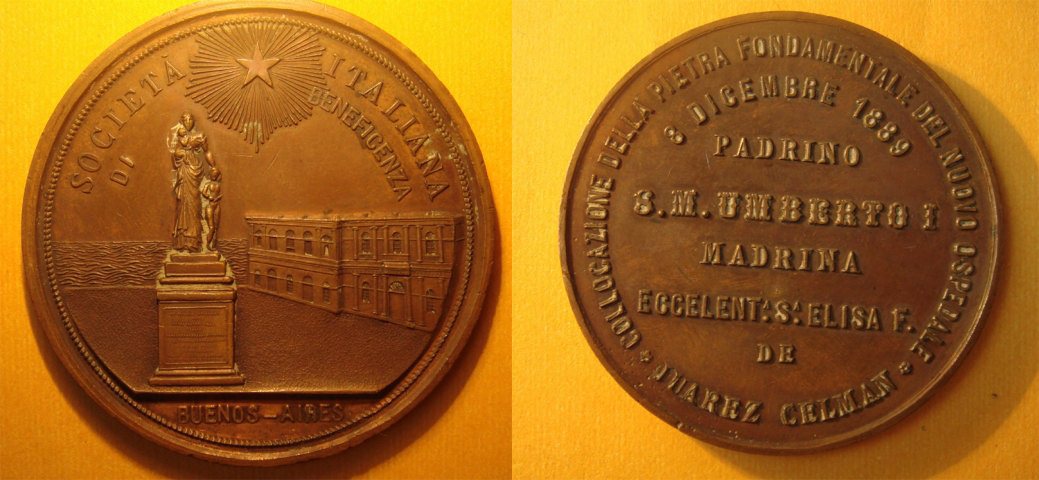 SOCIETÀ ITALIANA
DI BENEFICENZA
BUENOS-AIRES
COLLOCAZIONE DELLA PIETRA FONDAMENTALE DEL NUOVO OSPEDALE
8 DICEMBRE 1889
PADRINO
S. M. UMBERTO I
MADRINA
ECCELENT: S: ELISA F.
DE
* JUAREZ CELMAN *